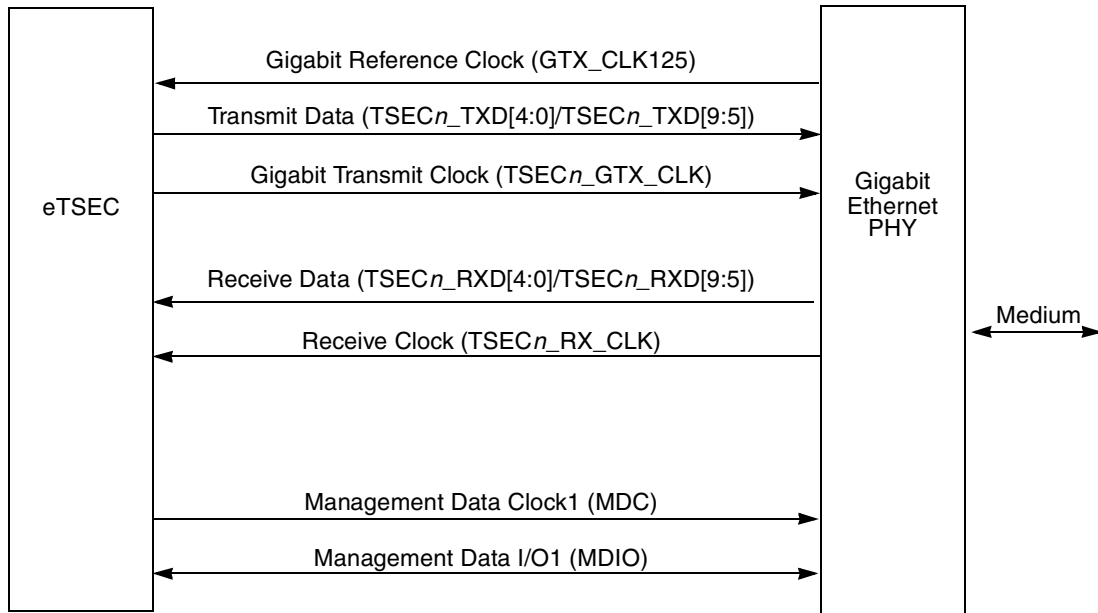 Gigabit Reference Clock (GTX_CLK125)
Transmit Data (TSECn_TXD[4:0]/TSECn_TXD[9:5])
Gigabit Transmit Clock (TSECn_GTX_CLK)
eTSEC
Gigabit
Ethernet
PHY
Receive Data (TSECn_RXD[4:0]/TSECn_RXD[9:5])
Medium
Receive Clock (TSECn_RX_CLK)
Management Data Clock1 (MDC)
Management Data I/O1 (MDIO)